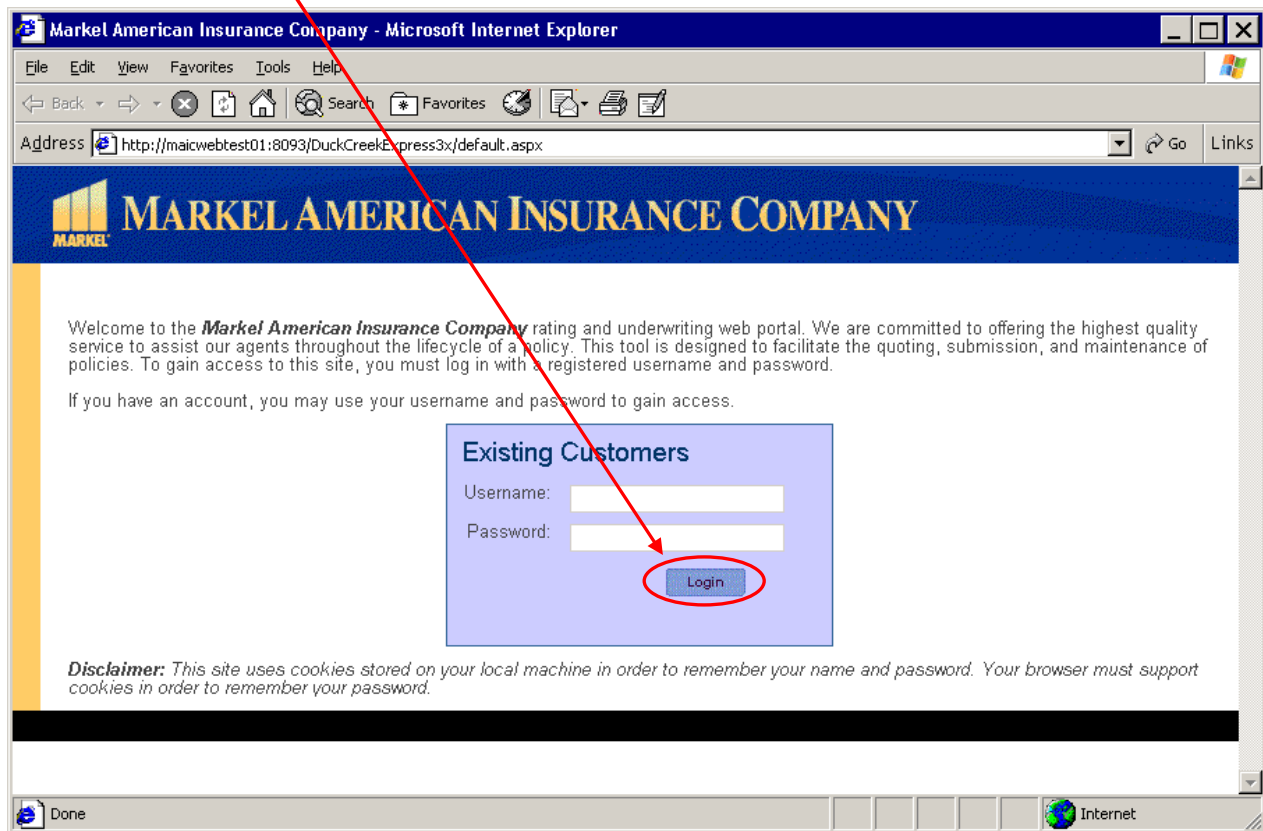 Markel American Insurance Company - Microsoft Internet Explorer
File Edit View Favorites Tools Help
Back Search Favorites
Address http://maicwebtest01:8093/DuckCreekExpress3x/default.aspx Go Links
MARKEL AMERICAN INSURANCE COMPANY
MARKEL
Welcome to the Markel American Insurance Company rating and underwriting web portal. We are committed to offering the highest quality
service to assist our agents throughout the lifecycle of a policy. This tool is designed to facilitate the quoting, submission, and maintenance of
policies. To gain access to this site, you must log in with a registered username and password.
If you have an account, you may use your username and password to gain access.
Existing Customers
Username:
Password:
Login
Disclaimer: This site uses cookies stored on your local machine in order to remember your name and password. Your browser must support
cookies in order to remember your password.
Done Internet